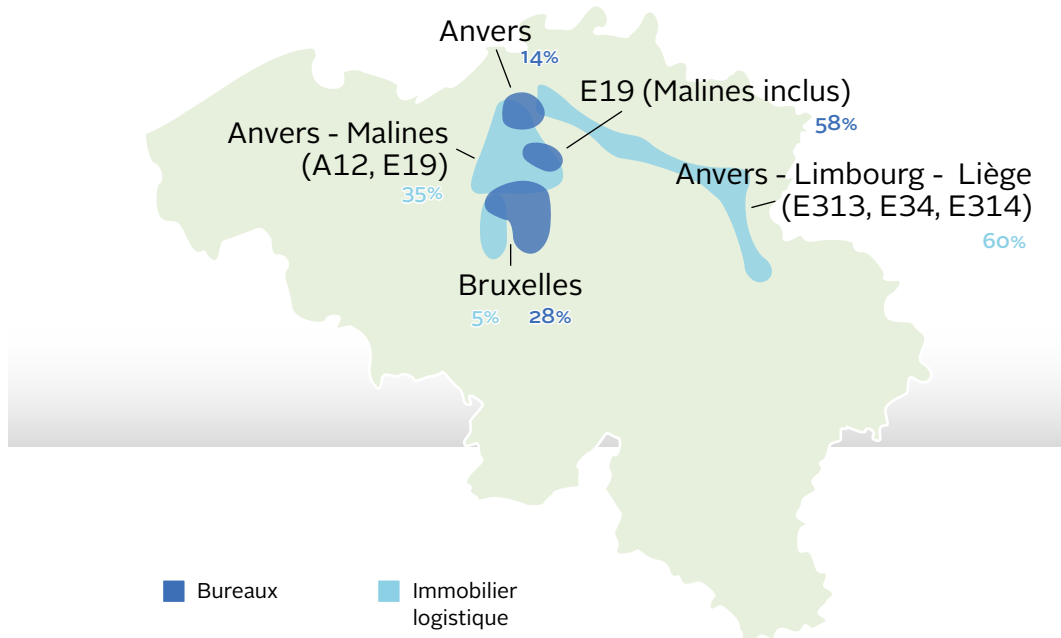 Anvers
14%
E19 (Malines inclus)
58%
Anvers - Malines
(A12, E19)
35%
Anvers - Limbourg - Liège
(E313, E34, E314)
60%
Bruxelles
5% 28%
Bureaux
Immobilier
logistique